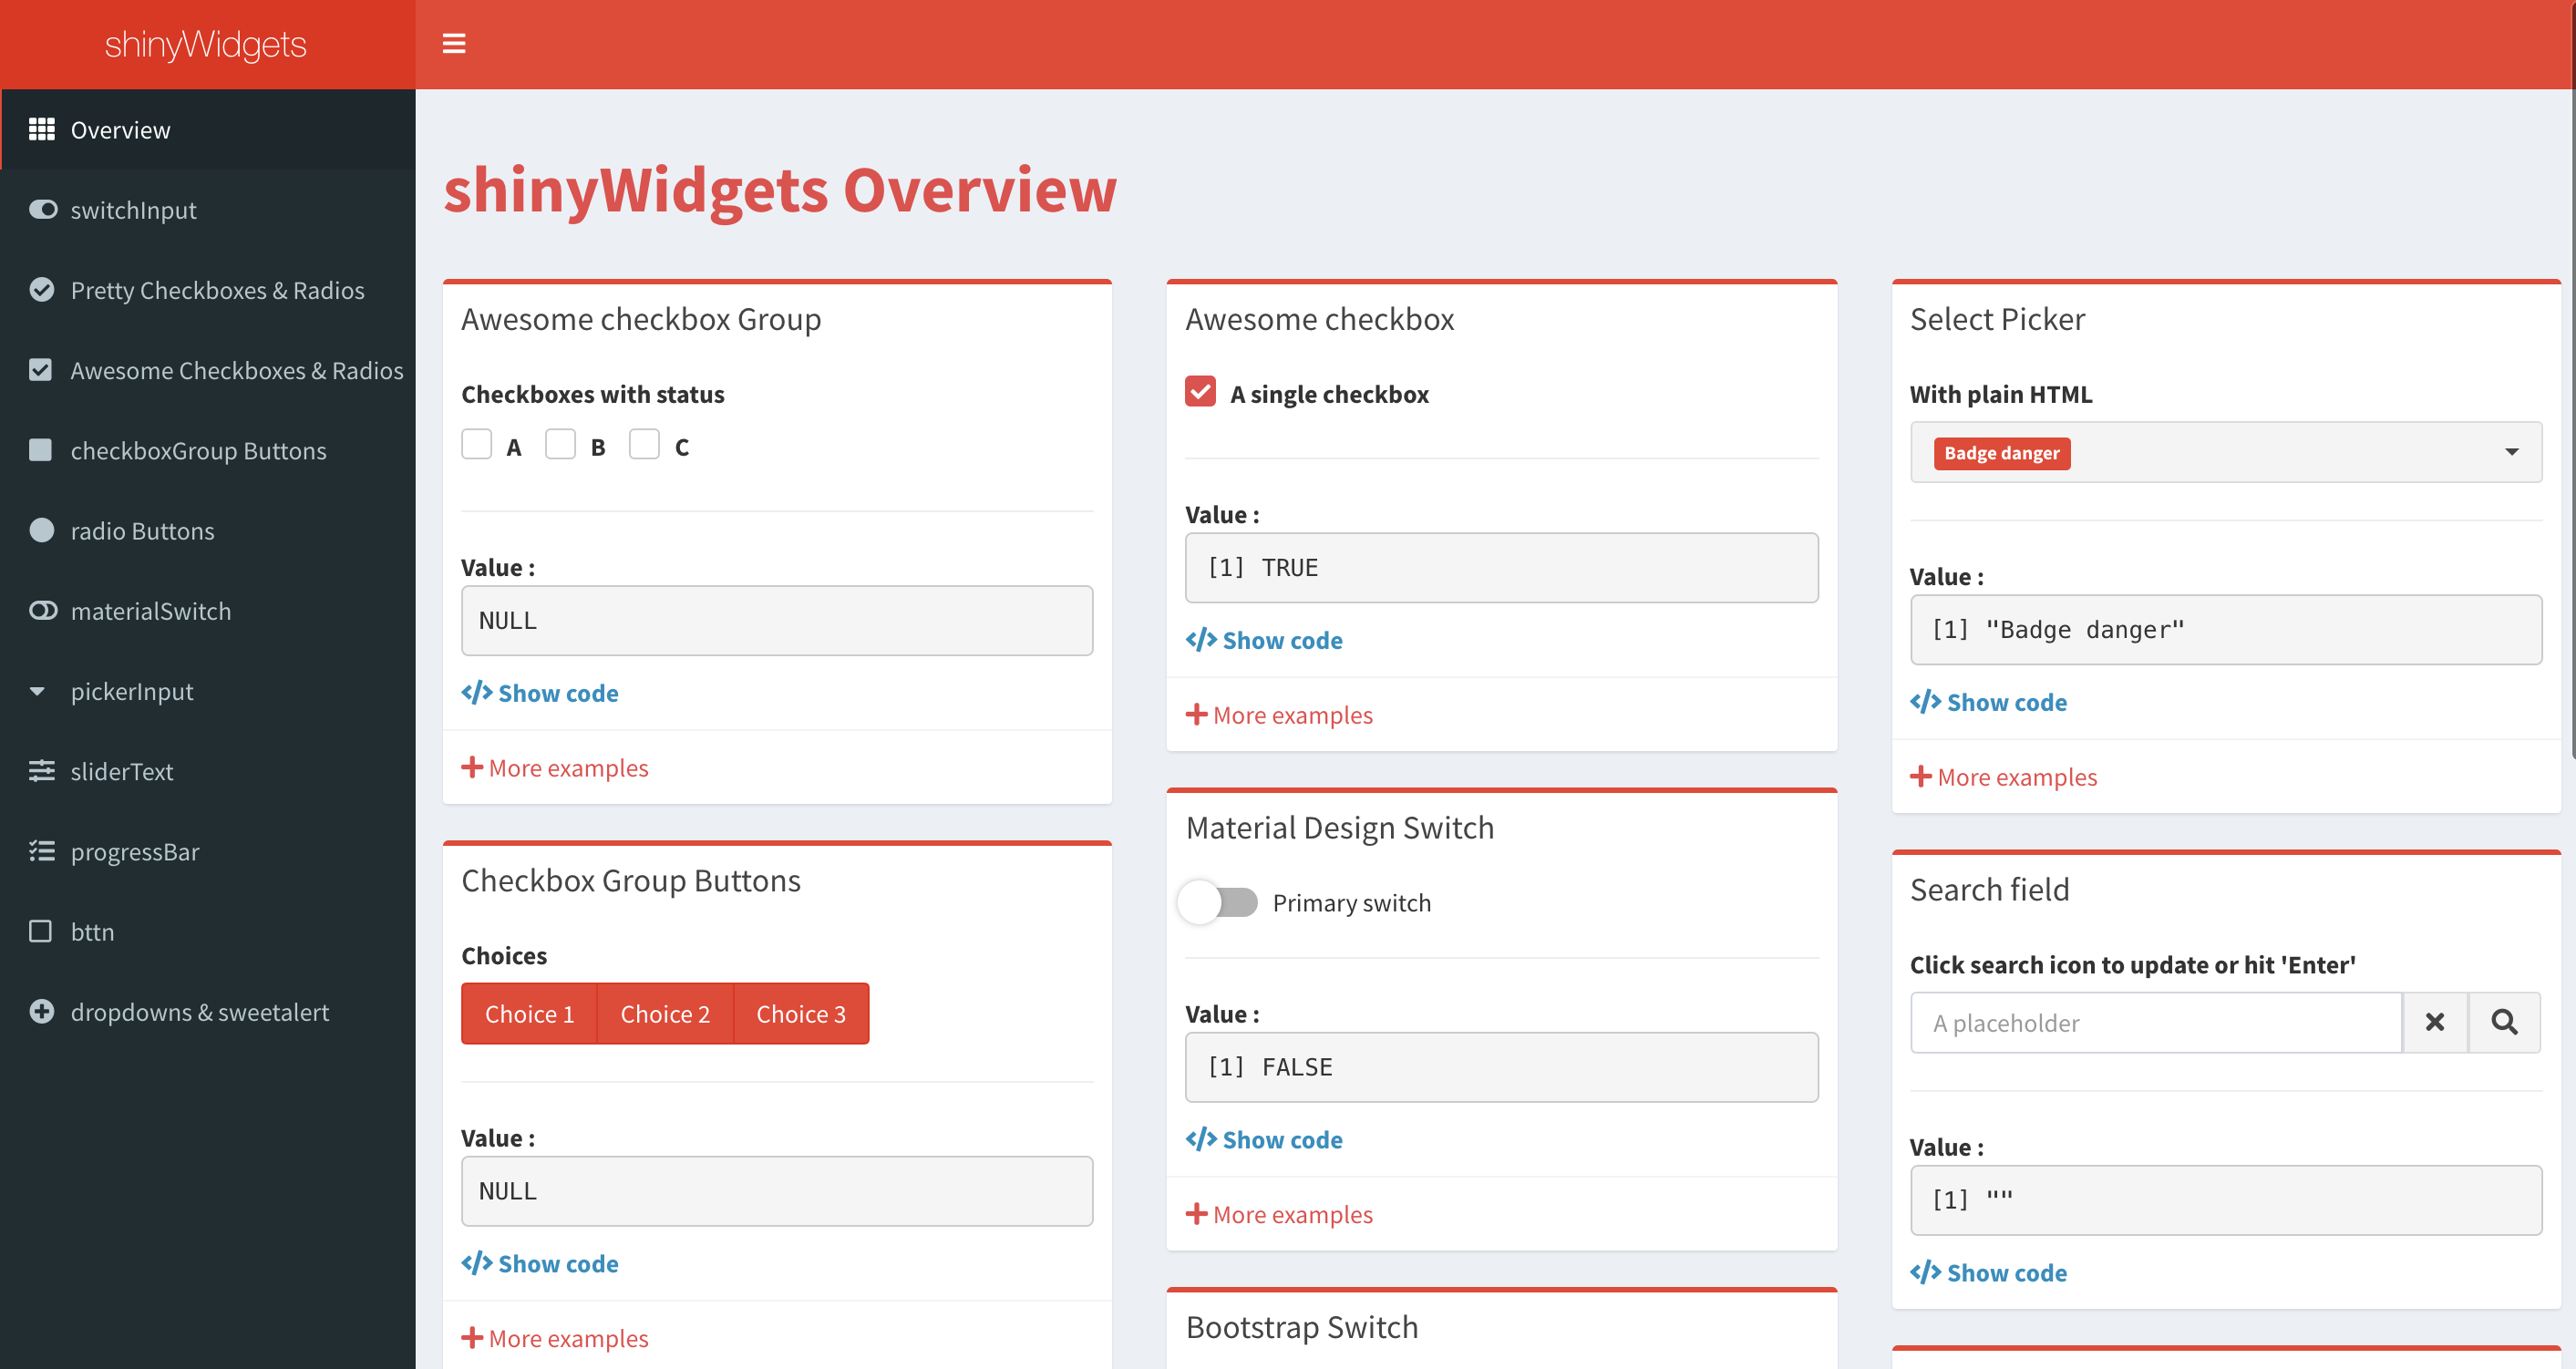 shinyWidgets
Overview
switchInput
Pretty Checkboxes & Radios
Awesome Checkboxes & Radios
checkboxGroup Buttons
radio Buttons
materialSwitch
pickerInput
sliderText
progressBar
bttn
dropdowns & sweetalert
shinyWidgets Overview
Awesome checkbox Group
Checkboxes with status
A B C
Value :
NULL
</> Show code
+ More examples
Checkbox Group Buttons
Choices
Choice 1 Choice 2 Choice 3
Value :
NULL
</> Show code
+ More examples
Awesome checkbox
A single checkbox
Value :
[1] TRUE
</> Show code
+ More examples
Material Design Switch
Primary switch
Value :
[1] FALSE
</> Show code
+ More examples
Bootstrap Switch
Select Picker
With plain HTML
Badge danger
Value :
[1] "Badge danger"
</> Show code
+ More examples
Search field
Click search icon to update or hit 'Enter'
A placeholder
Value :
[1] ""
</> Show code